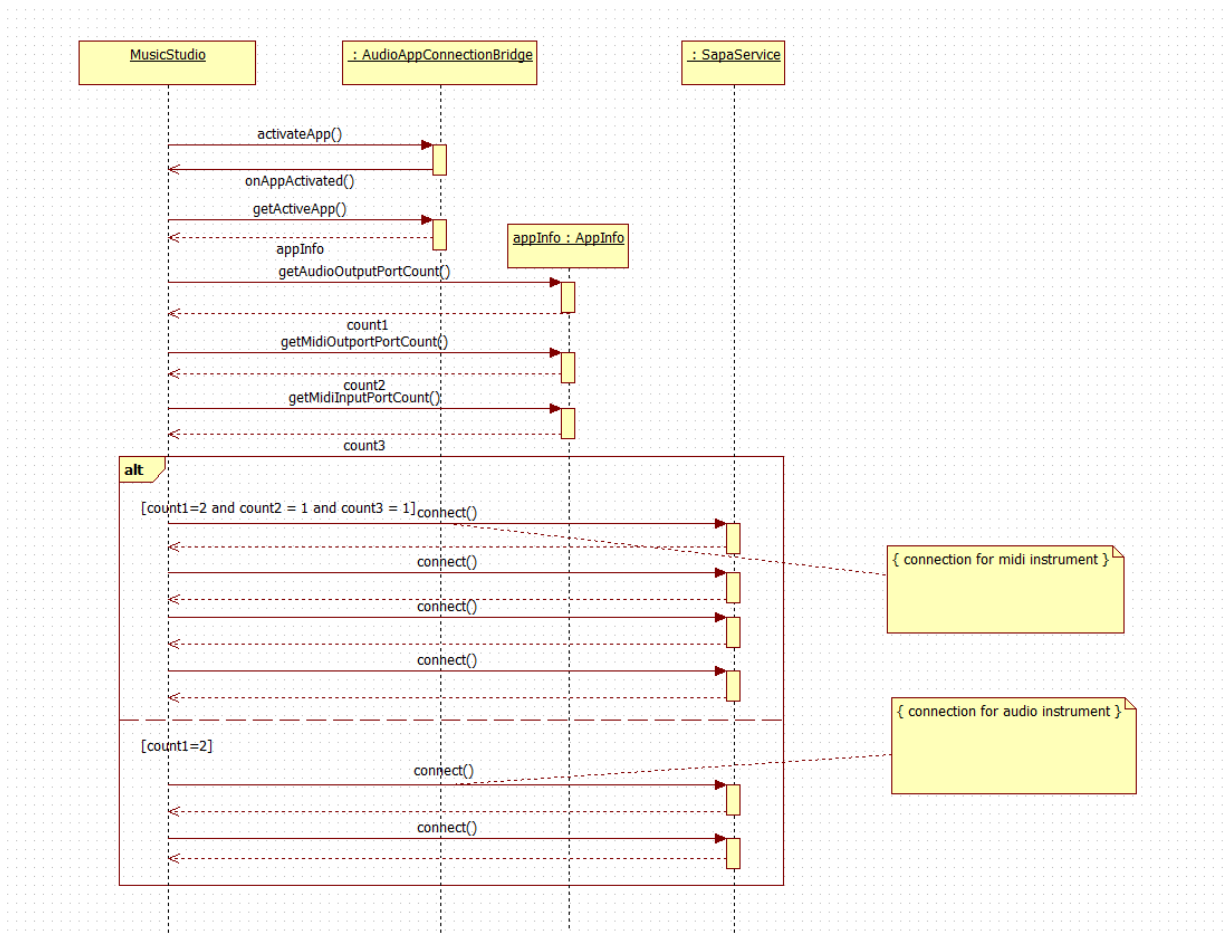 MusicStudio
: AudioAppConnectionBridge
: SapaService
activateApp()
onAppActivated()
getActiveApp()
appInfo
appInfo : AppInfo
getAudioOutputPortCount()
count1
getMidiOutportPortCount()
count2
getMidiInputPortCount()
count3
alt
[count1=2 and count2 = 1 and count3 = 1]
connect()
{ connection for midi instrument }
connect()
connect()
connect()
{ connection for audio instrument }
[count1=2]
connect()
connect()